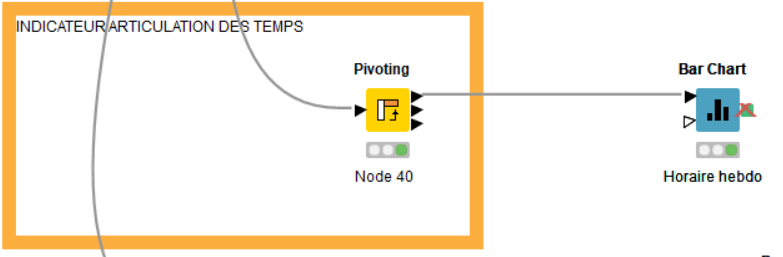 INDICATEUR ARTICULATION DES TEMPS
Pivoting
Bar Chart
Node 40
Horaire hebdo